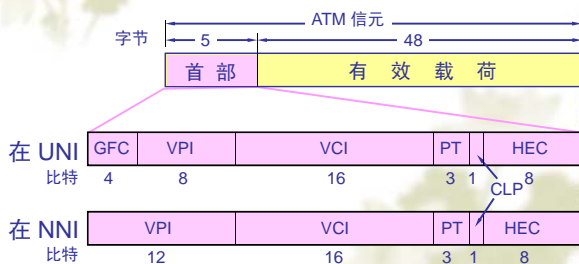 ATM 信元
字节 5 48
首部 有效载荷
在 UNI GFC VPI VCI PT HEC
比特 4 8 16 3 1 8
CLP
在 NNI VPI VCI PT HEC
比特 12 16 3 1 8